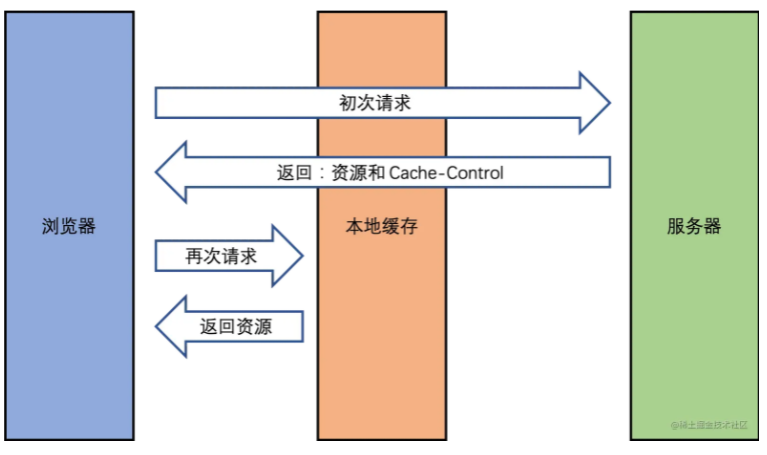 初次请求
返回：资源和 Cache-Control
浏览器
本地缓存
服务器
再次请求
返回资源
@稀土掘金技术社区